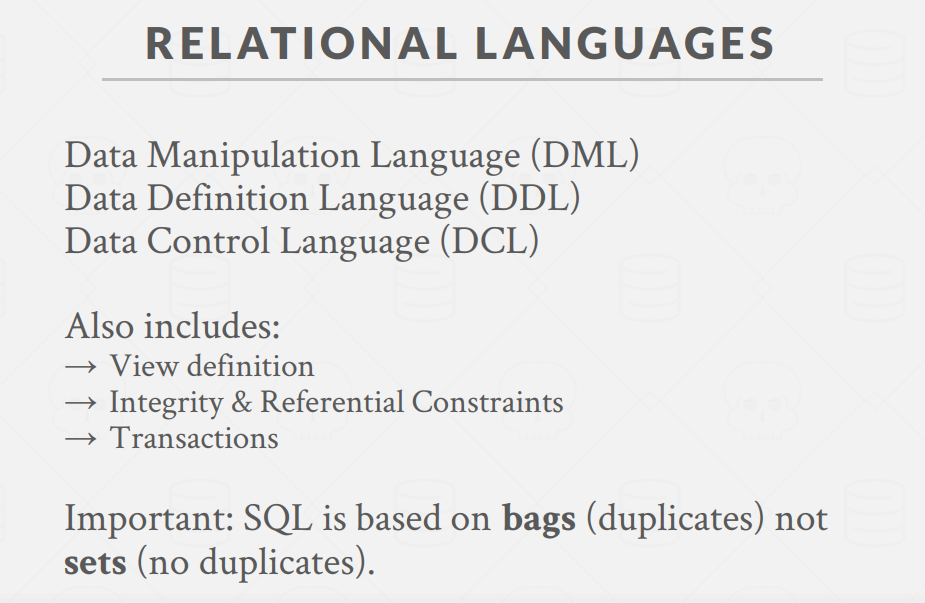 RELATIONAL LANGUAGES
Data Manipulation Language (DML)
Data Definition Language (DDL)
Data Control Language (DCL)
Also includes:
→ View definition
→ Integrity & Referential Constraints
→ Transactions
Important: SQL is based on bags (duplicates) not
sets (no duplicates).